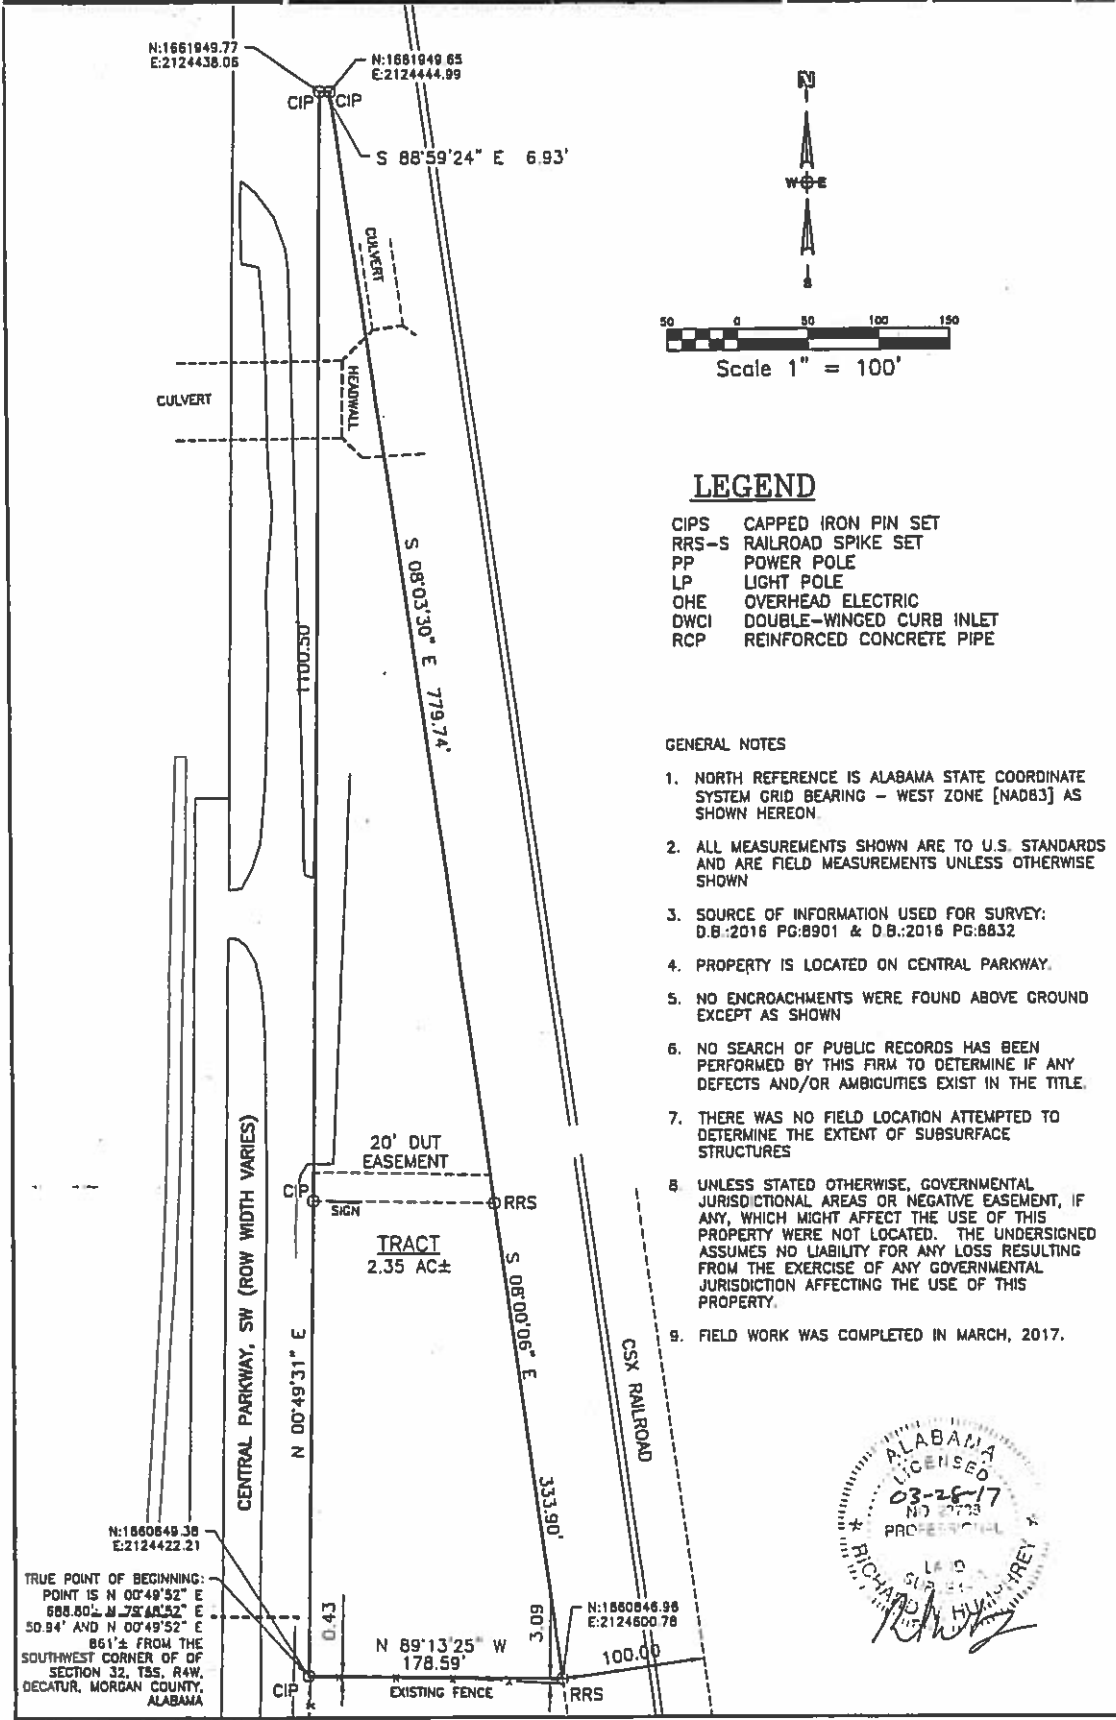 N:1661949.77
E:2124438.06
N:1661949.65
E:2124444.99
CIP
CIP
S 88°59'24" E 6.93'
N
W E
S
50 0 50 100 150
Scale 1" = 100'
CULVERT
CULVERT
HEADWALL
LEGEND
CIPS CAPPED IRON PIN SET
RRS-S RAILROAD SPIKE SET
PP POWER POLE
LP LIGHT POLE
OHE OVERHEAD ELECTRIC
DWCI DOUBLE-WINGED CURB INLET
RCP REINFORCED CONCRETE PIPE
S 08°03'30" E 779.74'
1100.50'
GENERAL NOTES
1. NORTH REFERENCE IS ALABAMA STATE COORDINATE
SYSTEM GRID BEARING - WEST ZONE [NAD83] AS
SHOWN HEREON.
2. ALL MEASUREMENTS SHOWN ARE TO U.S. STANDARDS
AND ARE FIELD MEASUREMENTS UNLESS OTHERWISE
SHOWN
3. SOURCE OF INFORMATION USED FOR SURVEY:
D.B.:2016 PG:8901 & D.B.:2016 PG:8832
4. PROPERTY IS LOCATED ON CENTRAL PARKWAY.
5. NO ENCROACHMENTS WERE FOUND ABOVE GROUND
EXCEPT AS SHOWN
6. NO SEARCH OF PUBLIC RECORDS HAS BEEN
PERFORMED BY THIS FIRM TO DETERMINE IF ANY
DEFECTS AND/OR AMBIGUITIES EXIST IN THE TITLE.
7. THERE WAS NO FIELD LOCATION ATTEMPTED TO
DETERMINE THE EXTENT OF SUBSURFACE
STRUCTURES
8. UNLESS STATED OTHERWISE, GOVERNMENTAL
JURISDICTIONAL AREAS OR NEGATIVE EASEMENT, IF
ANY, WHICH MIGHT AFFECT THE USE OF THIS
PROPERTY WERE NOT LOCATED. THE UNDERSIGNED
ASSUMES NO LIABILITY FOR ANY LOSS RESULTING
FROM THE EXERCISE OF ANY GOVERNMENTAL
JURISDICTION AFFECTING THE USE OF THIS
PROPERTY.
9. FIELD WORK WAS COMPLETED IN MARCH, 2017.
20' DUT
EASEMENT
CIP
SIGN
RRS
TRACT
2.35 AC±
CENTRAL PARKWAY, SW (ROW WIDTH VARIES)
N 00°49'31" E
S 08°00'06" E
333.90'
CSX RAILROAD
N:1660849.36
E:2124422.21
TRUE POINT OF BEGINNING:
POINT IS N 00°49'52" E
50.94' AND N 00°49'52" E
861'± FROM THE
SOUTHWEST CORNER OF OF
SECTION 32, T5S, R4W,
DECATUR, MORGAN COUNTY,
ALABAMA
0.43
N 89°13'25" W
178.59'
3.09
N:1660846.96
E:2124600.78
100.00
CIP
EXISTING FENCE
RRS
ALABAMA
LICENSED
03-28-17
PROFESSIONAL
LAND
RICHARD HUMPHREY